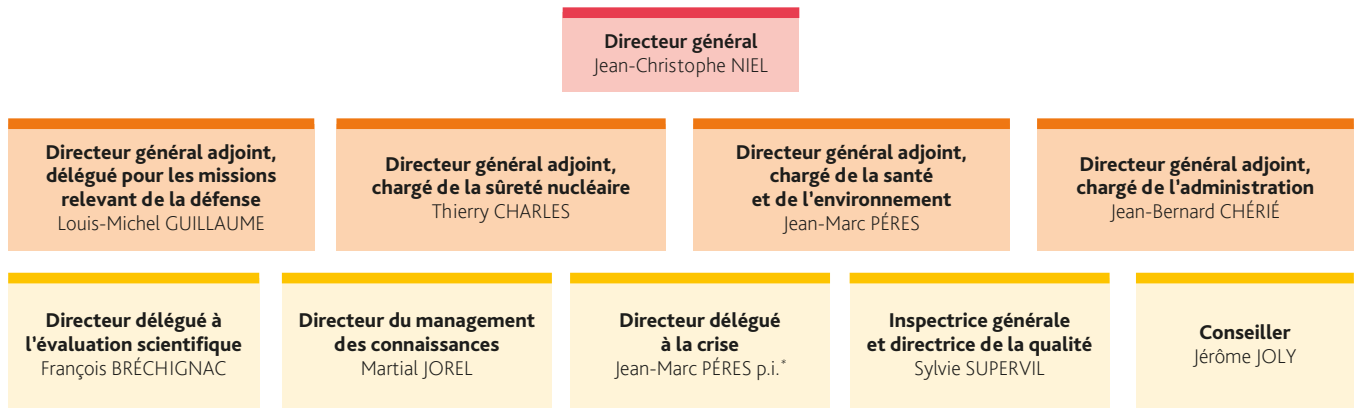 Directeur général
Jean-Christophe NIEL
Directeur général adjoint,
délégué pour les missions
relevant de la défense
Louis-Michel GUILLAUME
Directeur général adjoint,
chargé de la sûreté nucléaire
Thierry CHARLES
Directeur général adjoint,
chargé de la santé
et de l'environnement
Jean-Marc PÉRES
Directeur général adjoint,
chargé de l'administration
Jean-Bernard CHÉRIÉ
Directeur délégué à
l'évaluation scientifique
François BRÉCHIGNAC
Directeur du management
des connaissances
Martial JOREL
Directeur délégué
à la crise
Jean-Marc PÉRES p.i.*
Inspectrice générale
et directrice de la qualité
Sylvie SUPERVIL
Conseiller
Jérôme JOLY